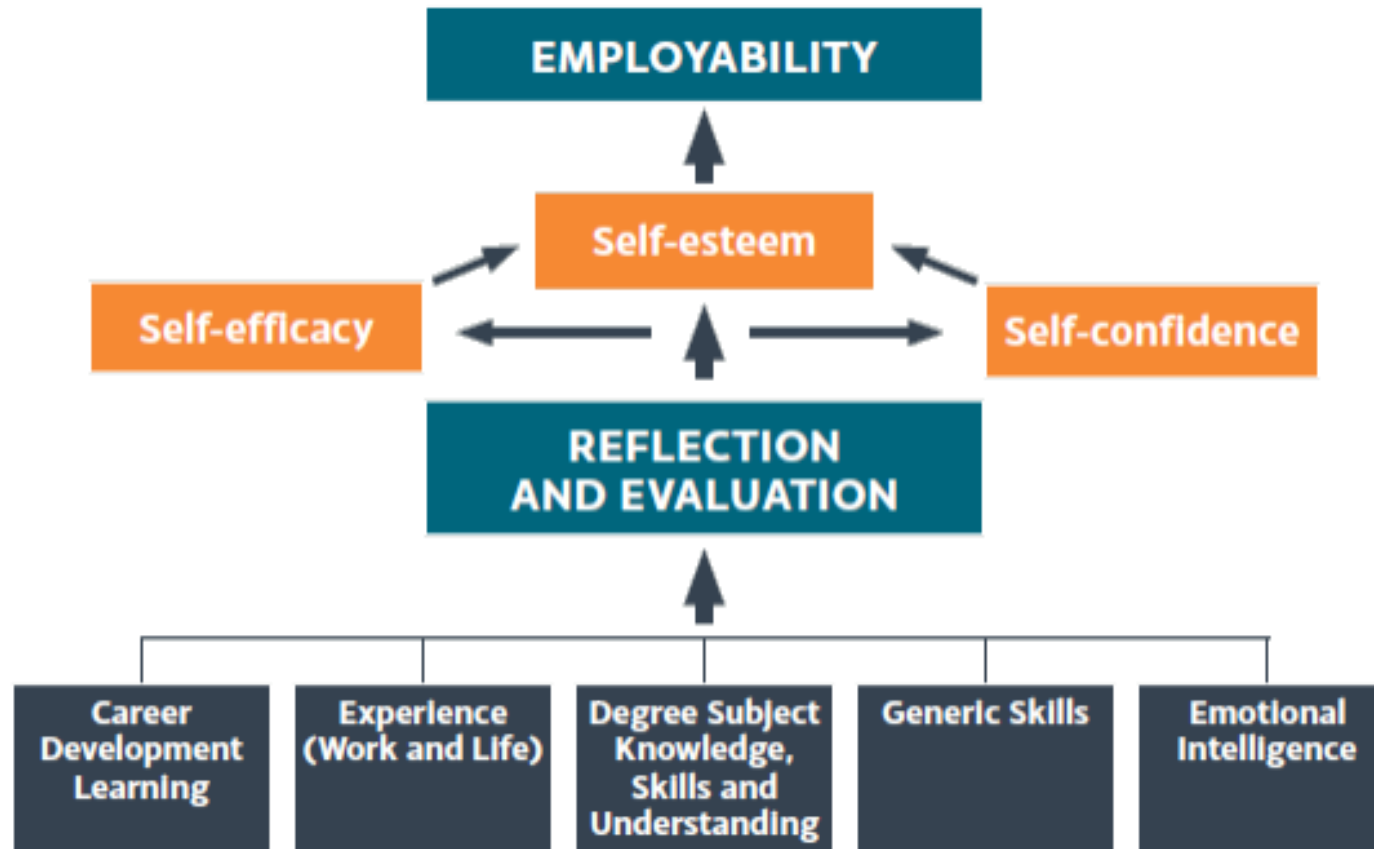 EMPLOYABILITY
Self-esteem
Self-efficacy
Self-confidence
REFLECTION
AND EVALUATION
Career
Development
Learning
Experience
(Work and Life)
Degree Subject
Knowledge,
Skills and
Understanding
Generic Skills
Emotional
Intelligence